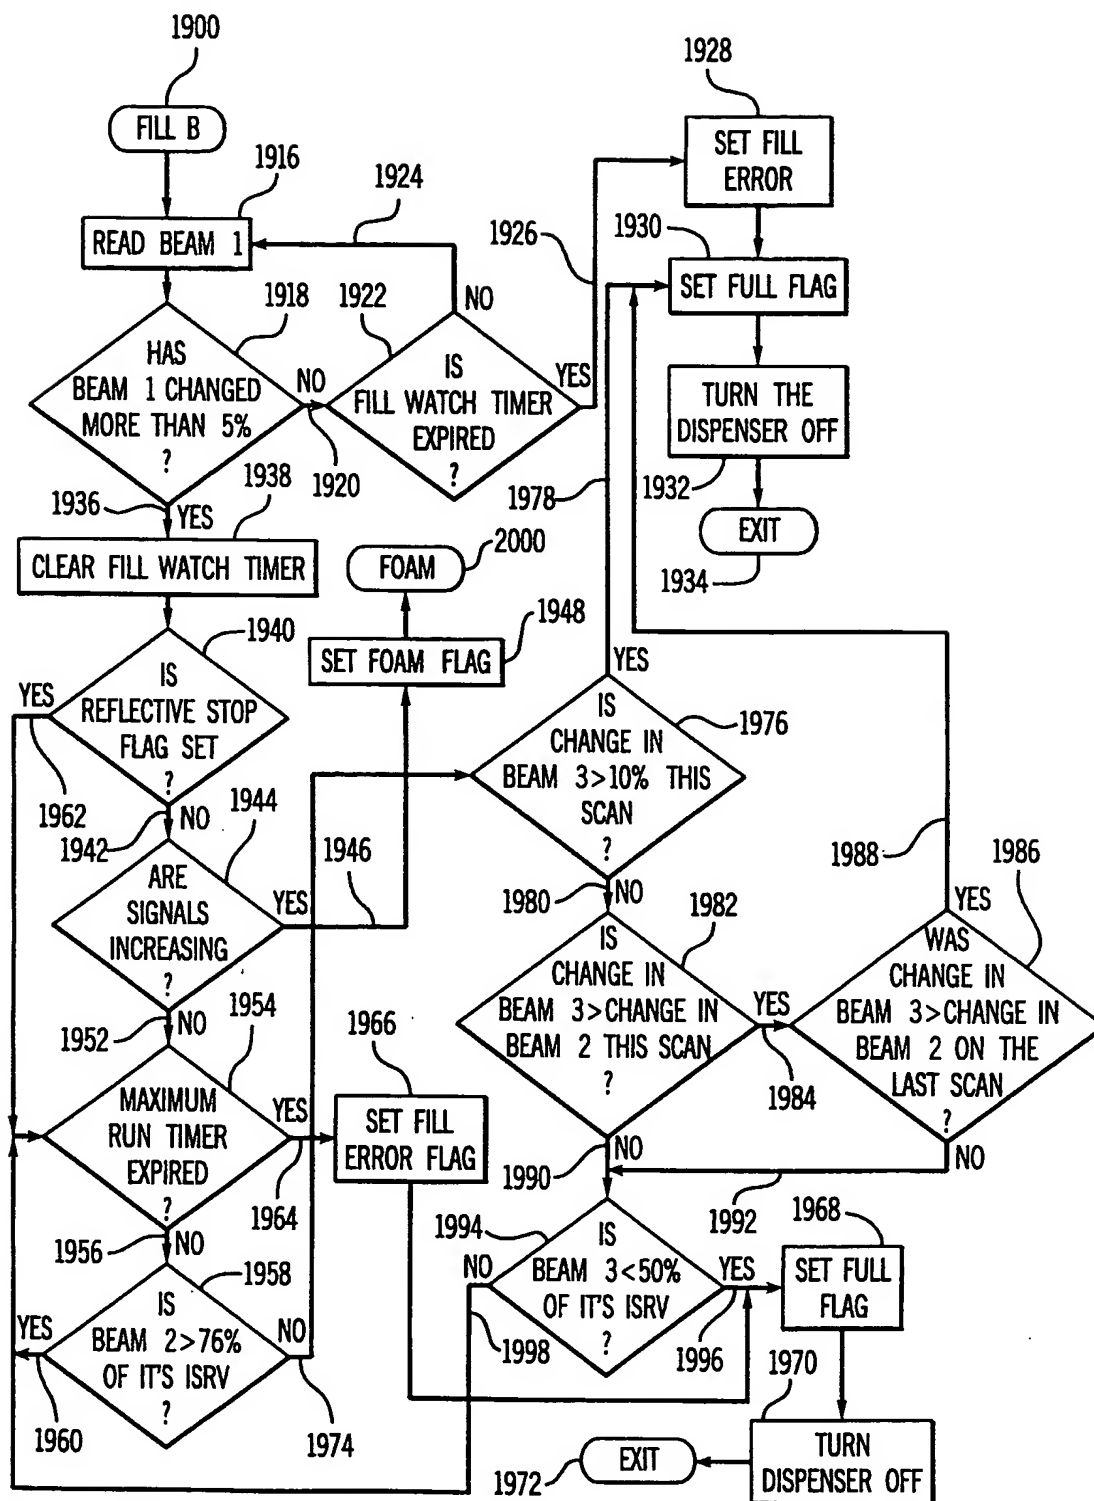 1900
FILL B
1916
READ BEAM 1
1924
1918
HAS
BEAM 1 CHANGED
MORE THAN 5%
?
NO
1920
1922
NO
IS
FILL WATCH TIMER
EXPIRED
?
YES
1926
1928
SET FILL
ERROR
1930
SET FULL FLAG
TURN THE
DISPENSER OFF
1932
EXIT
1934
1936
YES
1938
CLEAR FILL WATCH TIMER
FOAM
2000
1948
SET FOAM FLAG
1940
YES
IS
REFLECTIVE STOP
FLAG SET
?
1962
1942
NO
1944
ARE
SIGNALS
INCREASING
?
YES
1946
1952
NO
1954
MAXIMUM
RUN TIMER
EXPIRED
?
YES
1964
1966
SET FILL
ERROR FLAG
1956
NO
1958
YES
IS
BEAM 2>76%
OF IT'S ISRV
?
NO
1960
1974
1978
YES
1976
IS
CHANGE IN
BEAM 3>10% THIS
SCAN
?
1980
NO
1982
IS
CHANGE IN
BEAM 3>CHANGE IN
BEAM 2 THIS SCAN
?
YES
1984
1988
1986
YES
WAS
CHANGE IN
BEAM 3>CHANGE IN
BEAM 2 ON THE
LAST SCAN
?
NO
1990
NO
1992
1994
NO
IS
BEAM 3<50%
OF IT'S ISRV
?
YES
1998
1996
1968
SET FULL
FLAG
1970
TURN
DISPENSER OFF
EXIT
1972